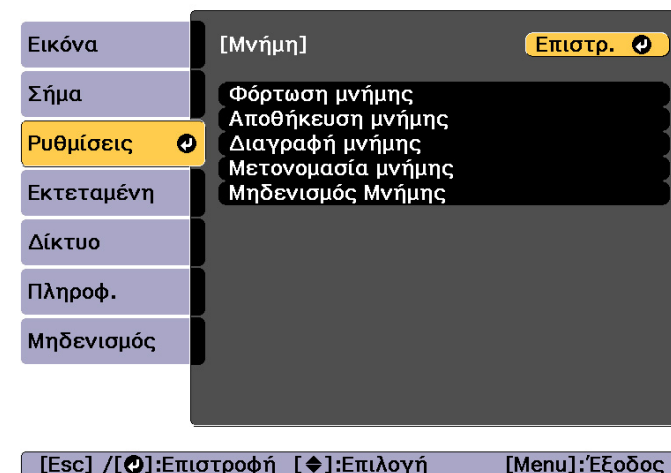 Εικόνα
Σήμα
Ρυθμίσεις
Εκτεταμένη
Δίκτυο
Πληροφ.
Μηδενισμός
[Μνήμη]
Επιστρ.
Φόρτωση μνήμης
Αποθήκευση μνήμης
Διαγραφή μνήμης
Μετονομασία μνήμης
Μηδενισμός Μνήμης
[Esc] /[⏎]:Επιστροφή [◆]:Επιλογή [Menu]:Έξοδος